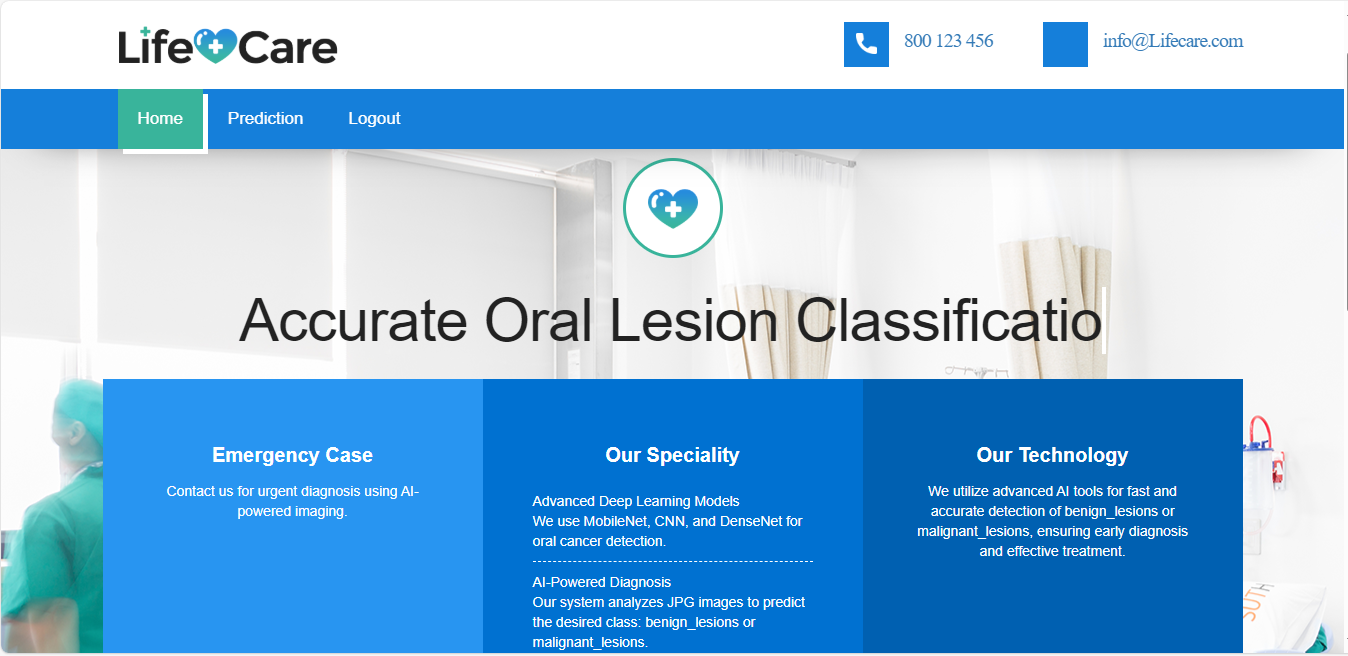 Life Care
800 123 456
info@Lifecare.com
Home
Prediction
Logout
Accurate Oral Lesion Classificatio
Emergency Case
Contact us for urgent diagnosis using AI-
powered imaging.
Our Speciality
Advanced Deep Learning Models
We use MobileNet, CNN, and DenseNet for
oral cancer detection.
AI-Powered Diagnosis
Our system analyzes JPG images to predict
the desired class: benign_lesions or
malignant_lesions.
Our Technology
We utilize advanced AI tools for fast and
accurate detection of benign_lesions or
malignant_lesions, ensuring early diagnosis
and effective treatment.
SUTH